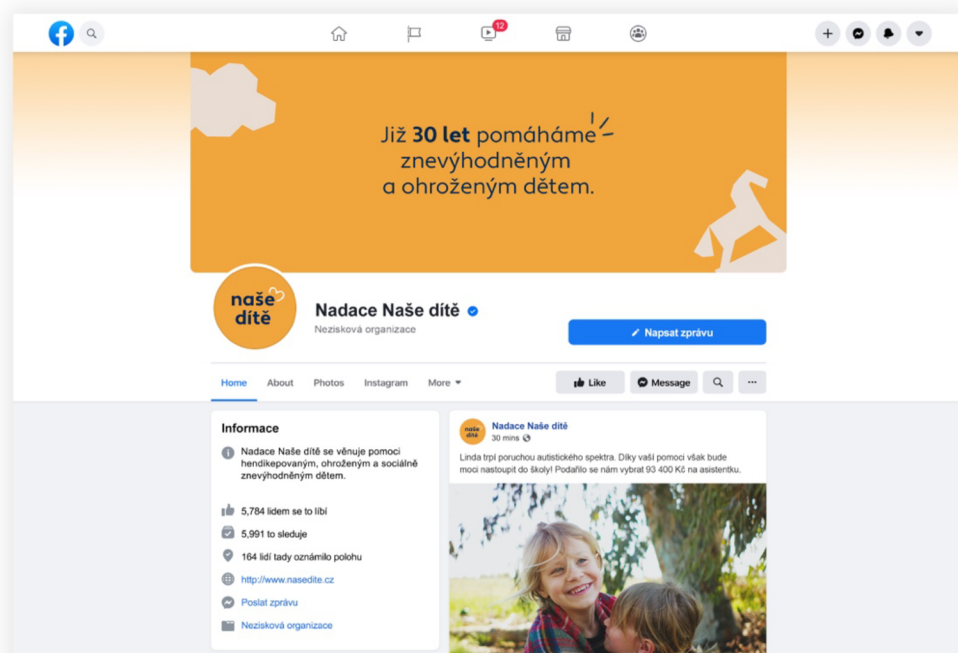 12
Již 30 let pomáháme
znevýhodněným
a ohroženým dětem.
naše
dítě
Nadace Naše dítě
Nezisková organizace
Napsat zprávu
Home About Photos Instagram More
Like Message ...
Informace
Nadace Naše dítě se věnuje pomoci
hendikepovaným, ohroženým a sociálně
znevýhodněným dětem.
5,784 lidem se to líbí
5,991 to sleduje
164 lidí tady oznámilo polohu
http://www.nasedite.cz
Poslat zprávu
Nezisková organizace
naše
dítě
Nadace Naše dítě
30 mins
Linda trpí poruchou autistického spektra. Díky vaší pomoci však bude
moci nastoupit do školy! Podařilo se nám vybrat 93 400 Kč na asistentku.